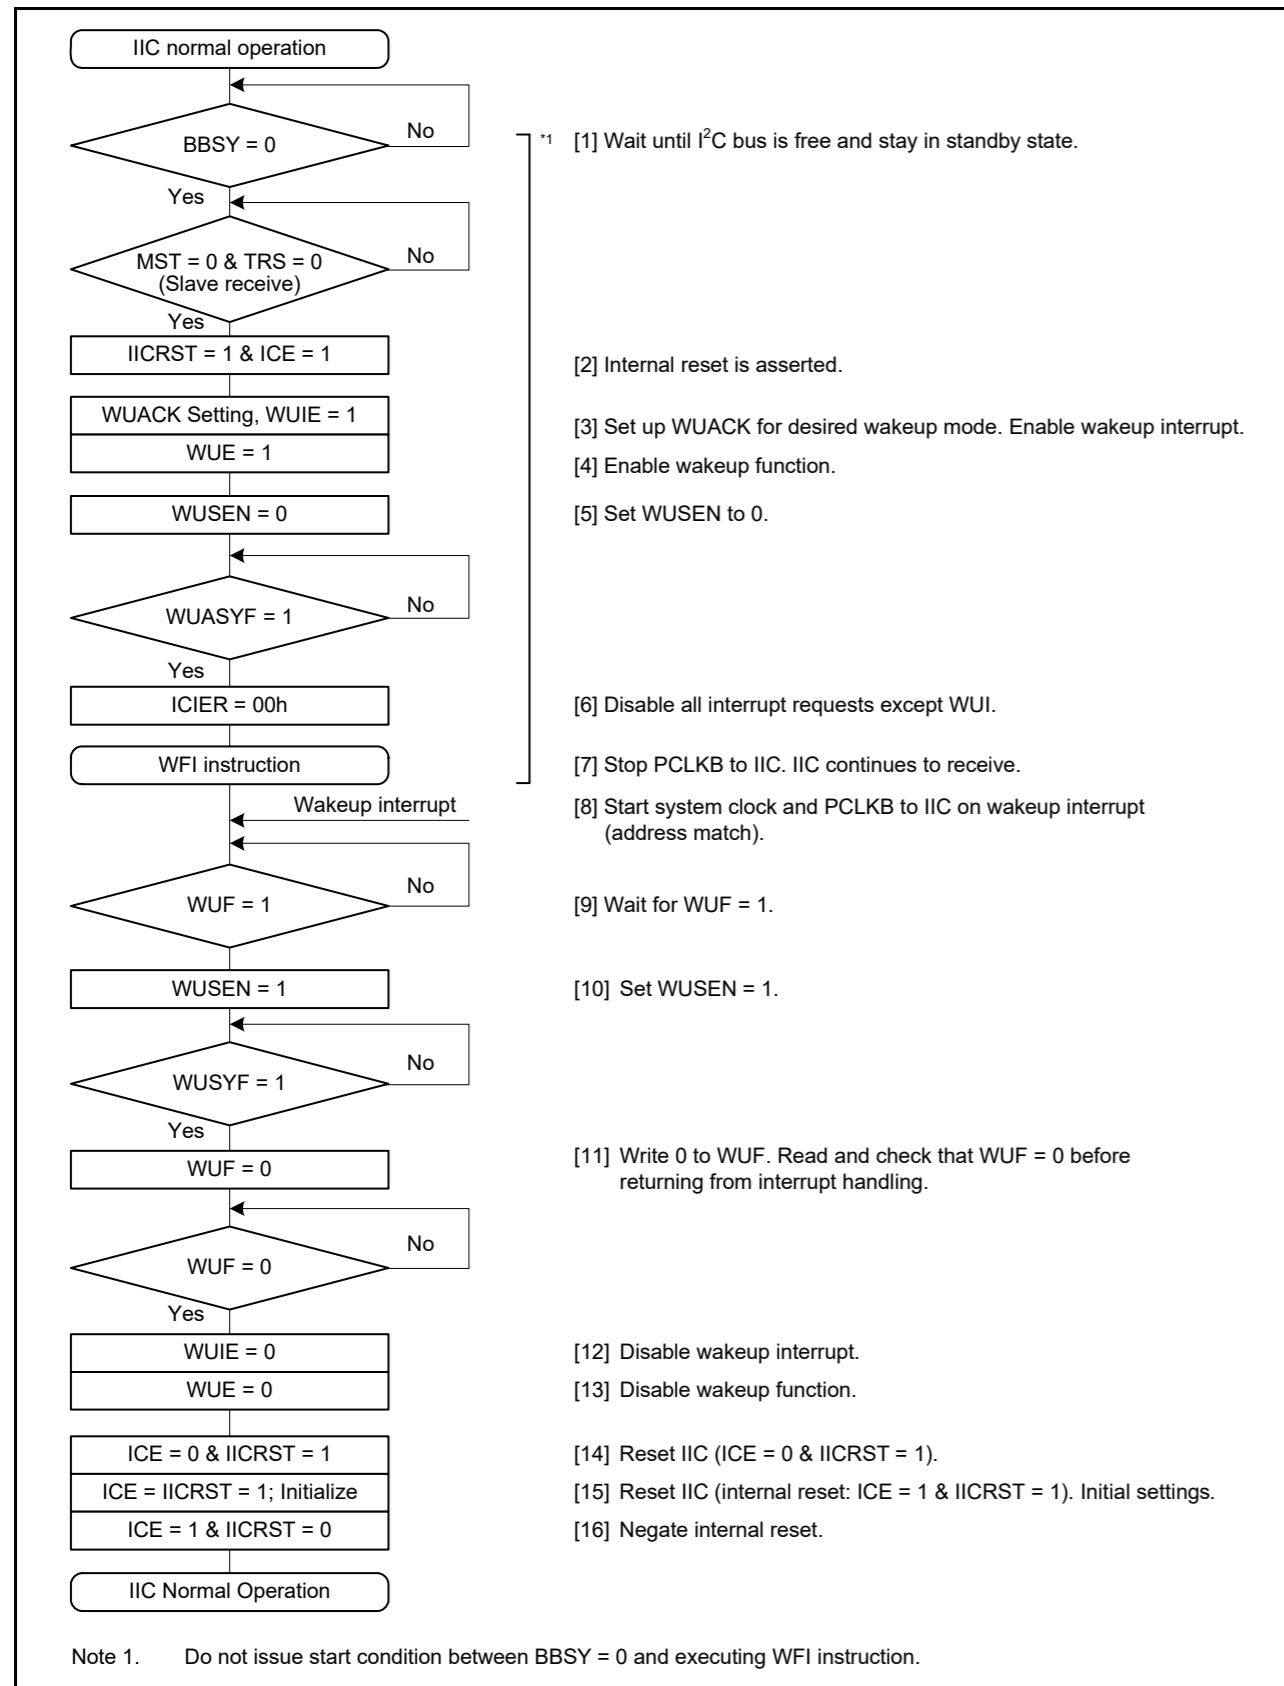 IIC normal operation
BBSY = 0
No
*1
[1] Wait until I²C bus is free and stay in standby state.
Yes
MST = 0 & TRS = 0
(Slave receive)
No
Yes
IICRST = 1 & ICE = 1
[2] Internal reset is asserted.
WUACK Setting, WUIE = 1
[3] Set up WUACK for desired wakeup mode. Enable wakeup interrupt.
WUE = 1
[4] Enable wakeup function.
WUSEN = 0
[5] Set WUSEN to 0.
WUASYF = 1
No
Yes
ICIER = 00h
[6] Disable all interrupt requests except WUI.
WFI instruction
[7] Stop PCLKB to IIC. IIC continues to receive.
Wakeup interrupt
[8] Start system clock and PCLKB to IIC on wakeup interrupt
(address match).
WUF = 1
No
[9] Wait for WUF = 1.
WUSEN = 1
[10] Set WUSEN = 1.
WUSYF = 1
No
Yes
WUF = 0
[11] Write 0 to WUF. Read and check that WUF = 0 before
returning from interrupt handling.
WUF = 0
No
Yes
WUIE = 0
[12] Disable wakeup interrupt.
WUE = 0
[13] Disable wakeup function.
ICE = 0 & IICRST = 1
[14] Reset IIC (ICE = 0 & IICRST = 1).
ICE = IICRST = 1; Initialize
[15] Reset IIC (internal reset: ICE = 1 & IICRST = 1). Initial settings.
ICE = 1 & IICRST = 0
[16] Negate internal reset.
IIC Normal Operation
Note 1. Do not issue start condition between BBSY = 0 and executing WFI instruction.